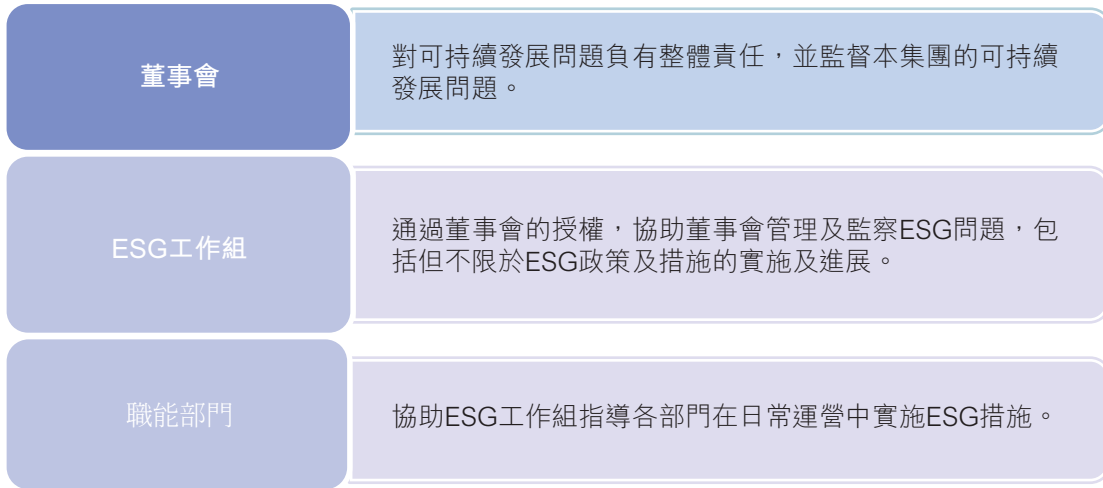 董事會
對可持續發展問題負有整體責任，並監督本集團的可持續
發展問題。
ESG工作組
通過董事會的授權，協助董事會管理及監察ESG問題，包
括但不限於ESG政策及措施的實施及進展。
職能部門
協助ESG工作組指導各部門在日常運營中實施ESG措施。